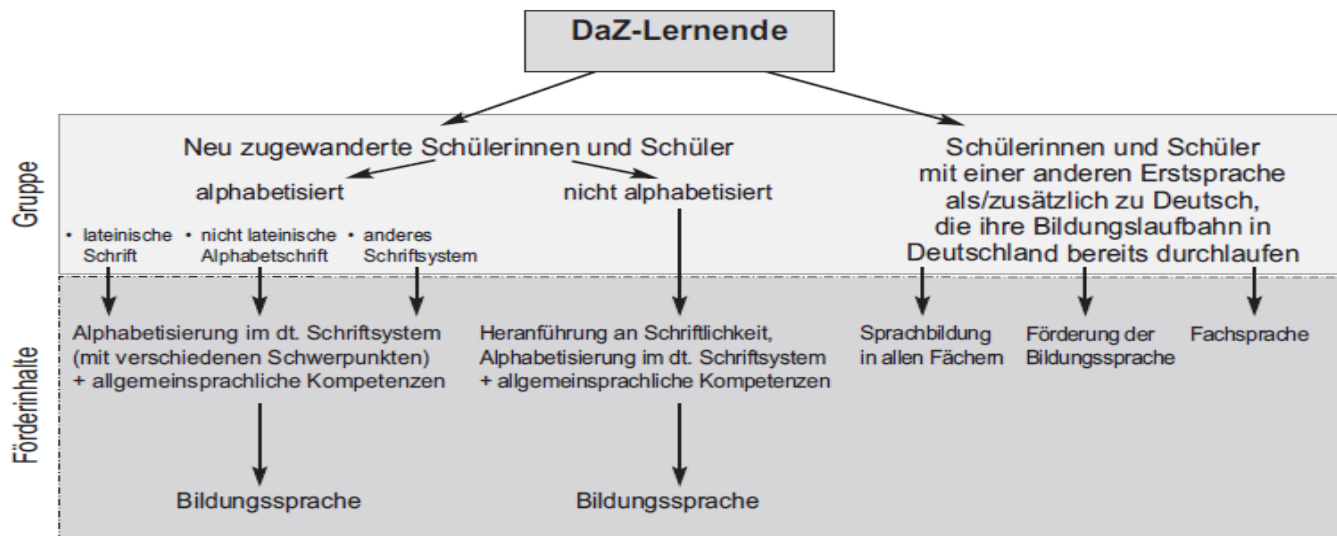 DaZ-Lernende
Gruppe
Neu zugewanderte Schülerinnen und Schüler
alphabetisiert
nicht alphabetisiert
• lateinische
Schrift
• nicht lateinische
Alphabetschrift
• anderes
Schriftsystem
Schülerinnen und Schüler
mit einer anderen Erstsprache
als/zusätzlich zu Deutsch,
die ihre Bildungslaufbahn in
Deutschland bereits durchlaufen
Förderinhalte
Alphabetisierung im dt. Schriftsystem
(mit verschiedenen Schwerpunkten)
+ allgemeinsprachliche Kompetenzen
Bildungssprache
Heranführung an Schriftlichkeit,
Alphabetisierung im dt. Schriftsystem
+ allgemeinsprachliche Kompetenzen
Bildungssprache
Sprachbildung
in allen Fächern
Förderung der
Bildungssprache
Fachsprache